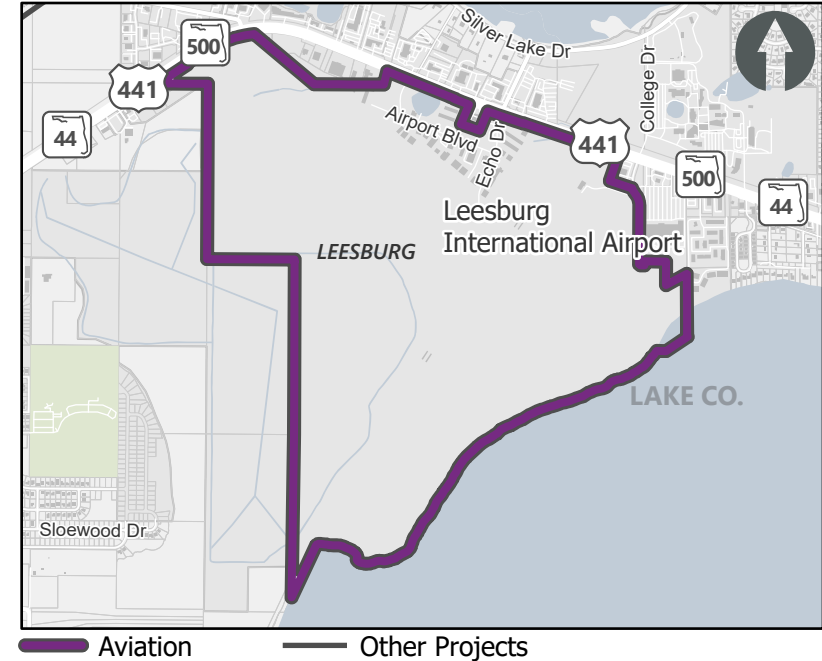 Silver Lake Dr
500
441
44
College Dr
Airport Blvd
Echo Dr
441
500
44
Leesburg
International Airport
LEESBURG
LAKE CO.
Sloewood Dr
Aviation
Other Projects